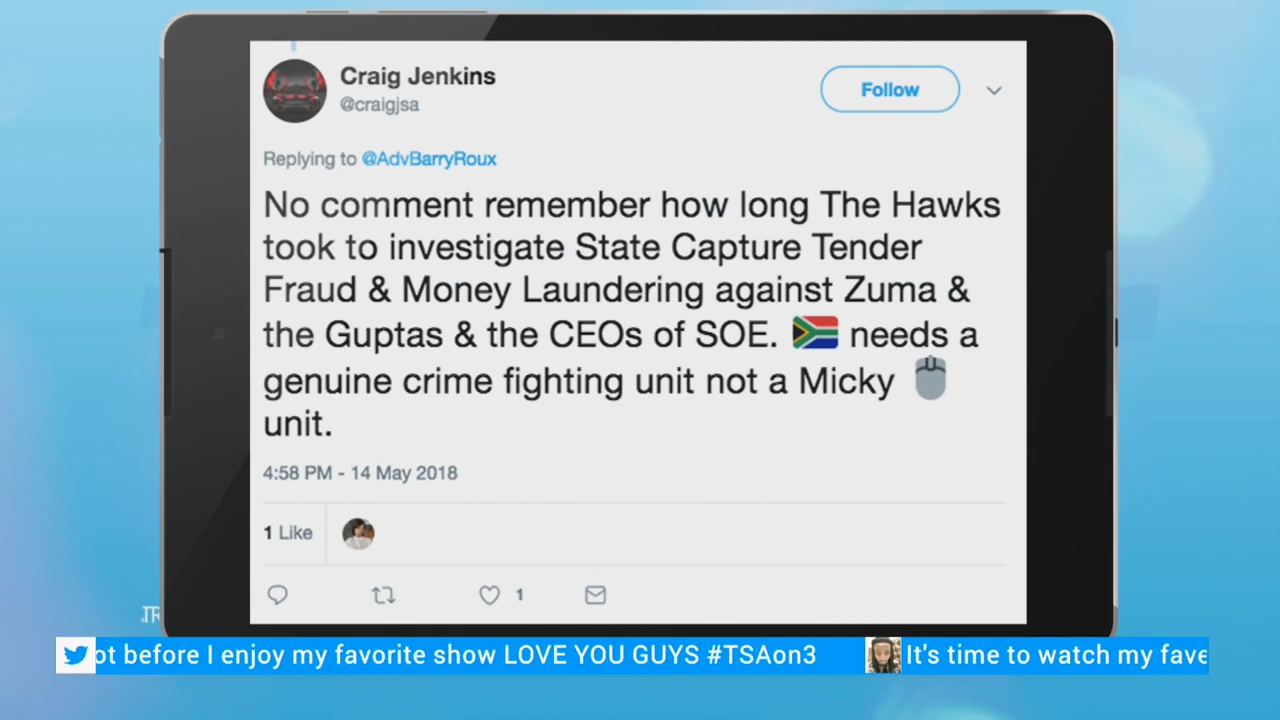 Craig Jenkins
@craigjsa
Follow
Replying to @AdvBarryRoux
No comment remember how long The Hawks
took to investigate State Capture Tender
Fraud & Money Laundering against Zuma &
the Guptas & the CEOs of SOE. 🇿🇦 needs a
genuine crime fighting unit not a Micky 🖱
unit.
4:58 PM - 14 May 2018
1 Like
1
ot before I enjoy my favorite show LOVE YOU GUYS #TSAon3
It's time to watch my fave